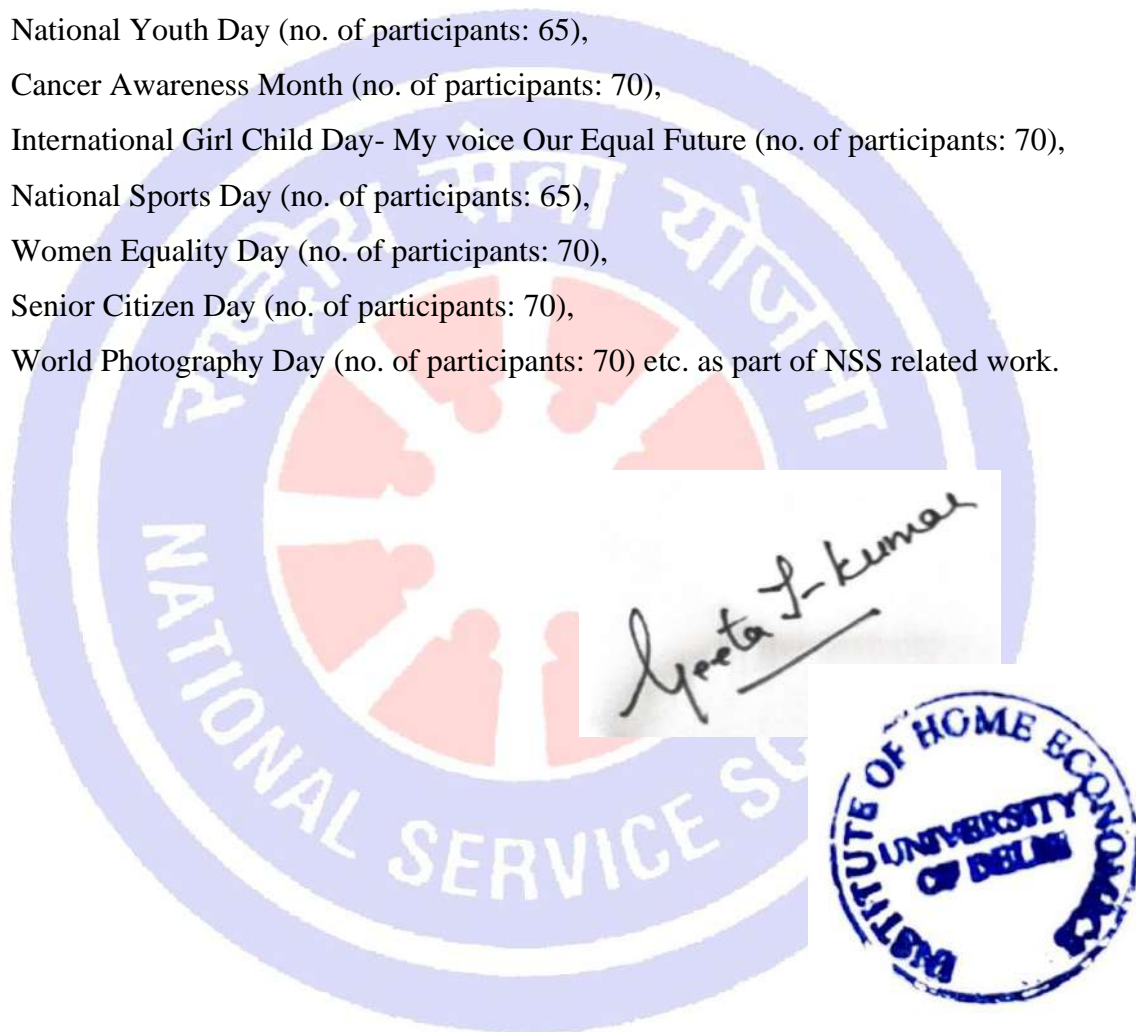 National Youth Day (no. of participants: 65),
Cancer Awareness Month (no. of participants: 70),
International Girl Child Day- My voice Our Equal Future (no. of participants: 70),
National Sports Day (no. of participants: 65),
Women Equality Day (no. of participants: 70),
Senior Citizen Day (no. of participants: 70),
World Photography Day (no. of participants: 70) etc. as part of NSS related work.
राष्ट्रीय सेवा योजना
NATIONAL SERVICE SC
Geeta J-kumar
INSTITUTE OF HOME ECONOMICS
UNIVERSITY
OF DELHI